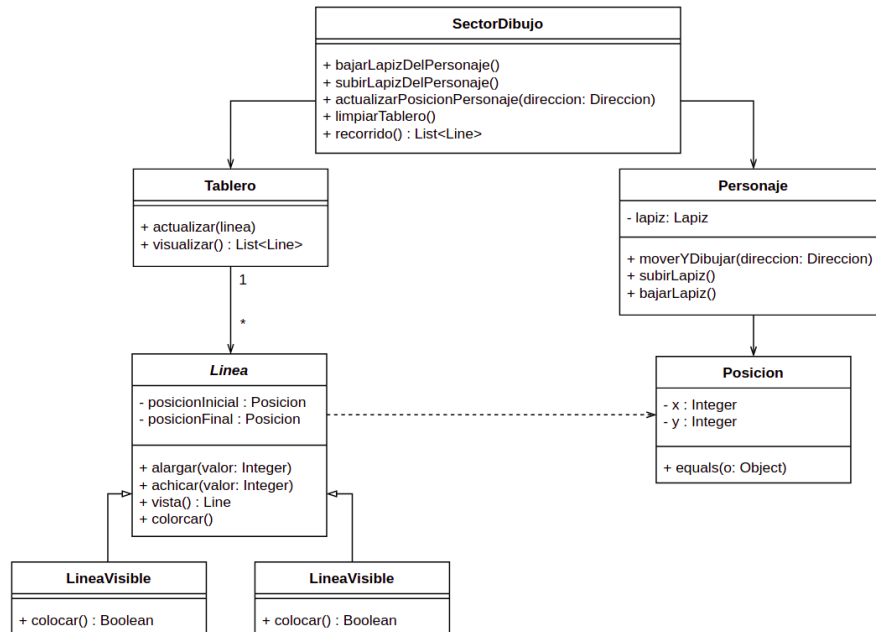 SectorDibujo
+ bajarLapizDelPersonaje()
+ subirLapizDelPersonaje()
+ actualizarPosicionPersonaje(direccion: Direccion)
+ limpiarTablero()
+ recorrido() : List<Line>
Tablero
+ actualizar(linea)
+ visualizar() : List<Line>
Personaje
- lapiz: Lapiz
+ moverYDibujar(direccion: Direccion)
+ subirLapiz()
+ bajarLapiz()
1
*
Linea
- posicionInicial : Posicion
- posicionFinal : Posicion
+ alargar(valor: Integer)
+ achicar(valor: Integer)
+ vista() : Line
+ colorcar()
Posicion
- x : Integer
- y : Integer
+ equals(o: Object)
LineaVisible
+ colocar() : Boolean
LineaVisible
+ colocar() : Boolean